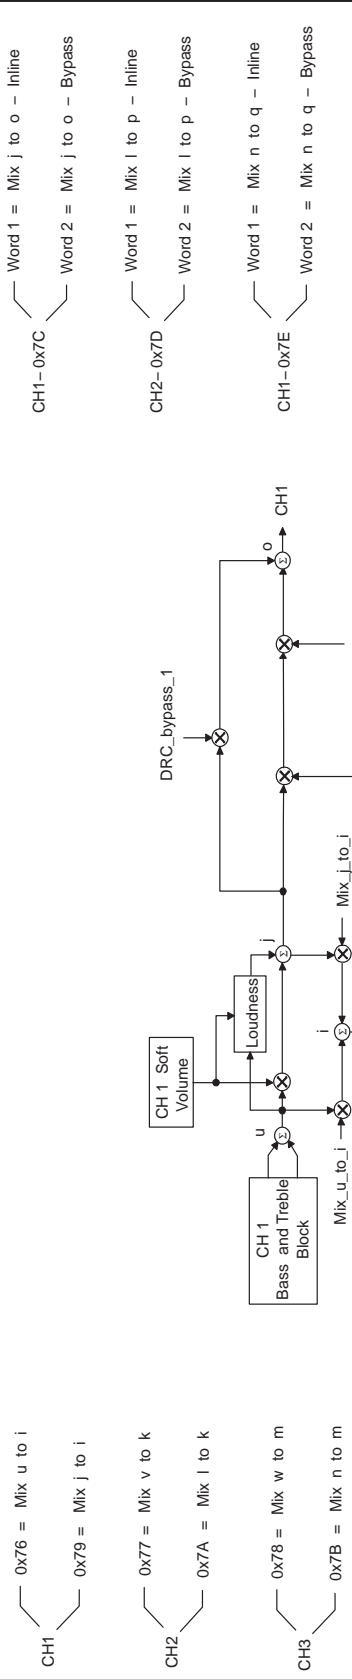 CH1
0x76 = Mix u to i
0x79 = Mix j to i
CH2
0x77 = Mix v to k
0x7A = Mix l to k
CH3
0x78 = Mix w to m
0x7B = Mix n to m
CH 1
Bass and Treble
Block
u
Σ
CH 1 Soft
Volume
Loudness
j
Σ
Mix_u_to_i
i
Σ
Mix_j_to_i
DRC_bypass_1
o
Σ
CH1
CH1–0x7C
Word 1 = Mix j to o – Inline
Word 2 = Mix j to o – Bypass
CH2–0x7D
Word 1 = Mix l to p – Inline
Word 2 = Mix l to p – Bypass
CH1–0x7E
Word 1 = Mix n to q – Inline
Word 2 = Mix n to q – Bypass